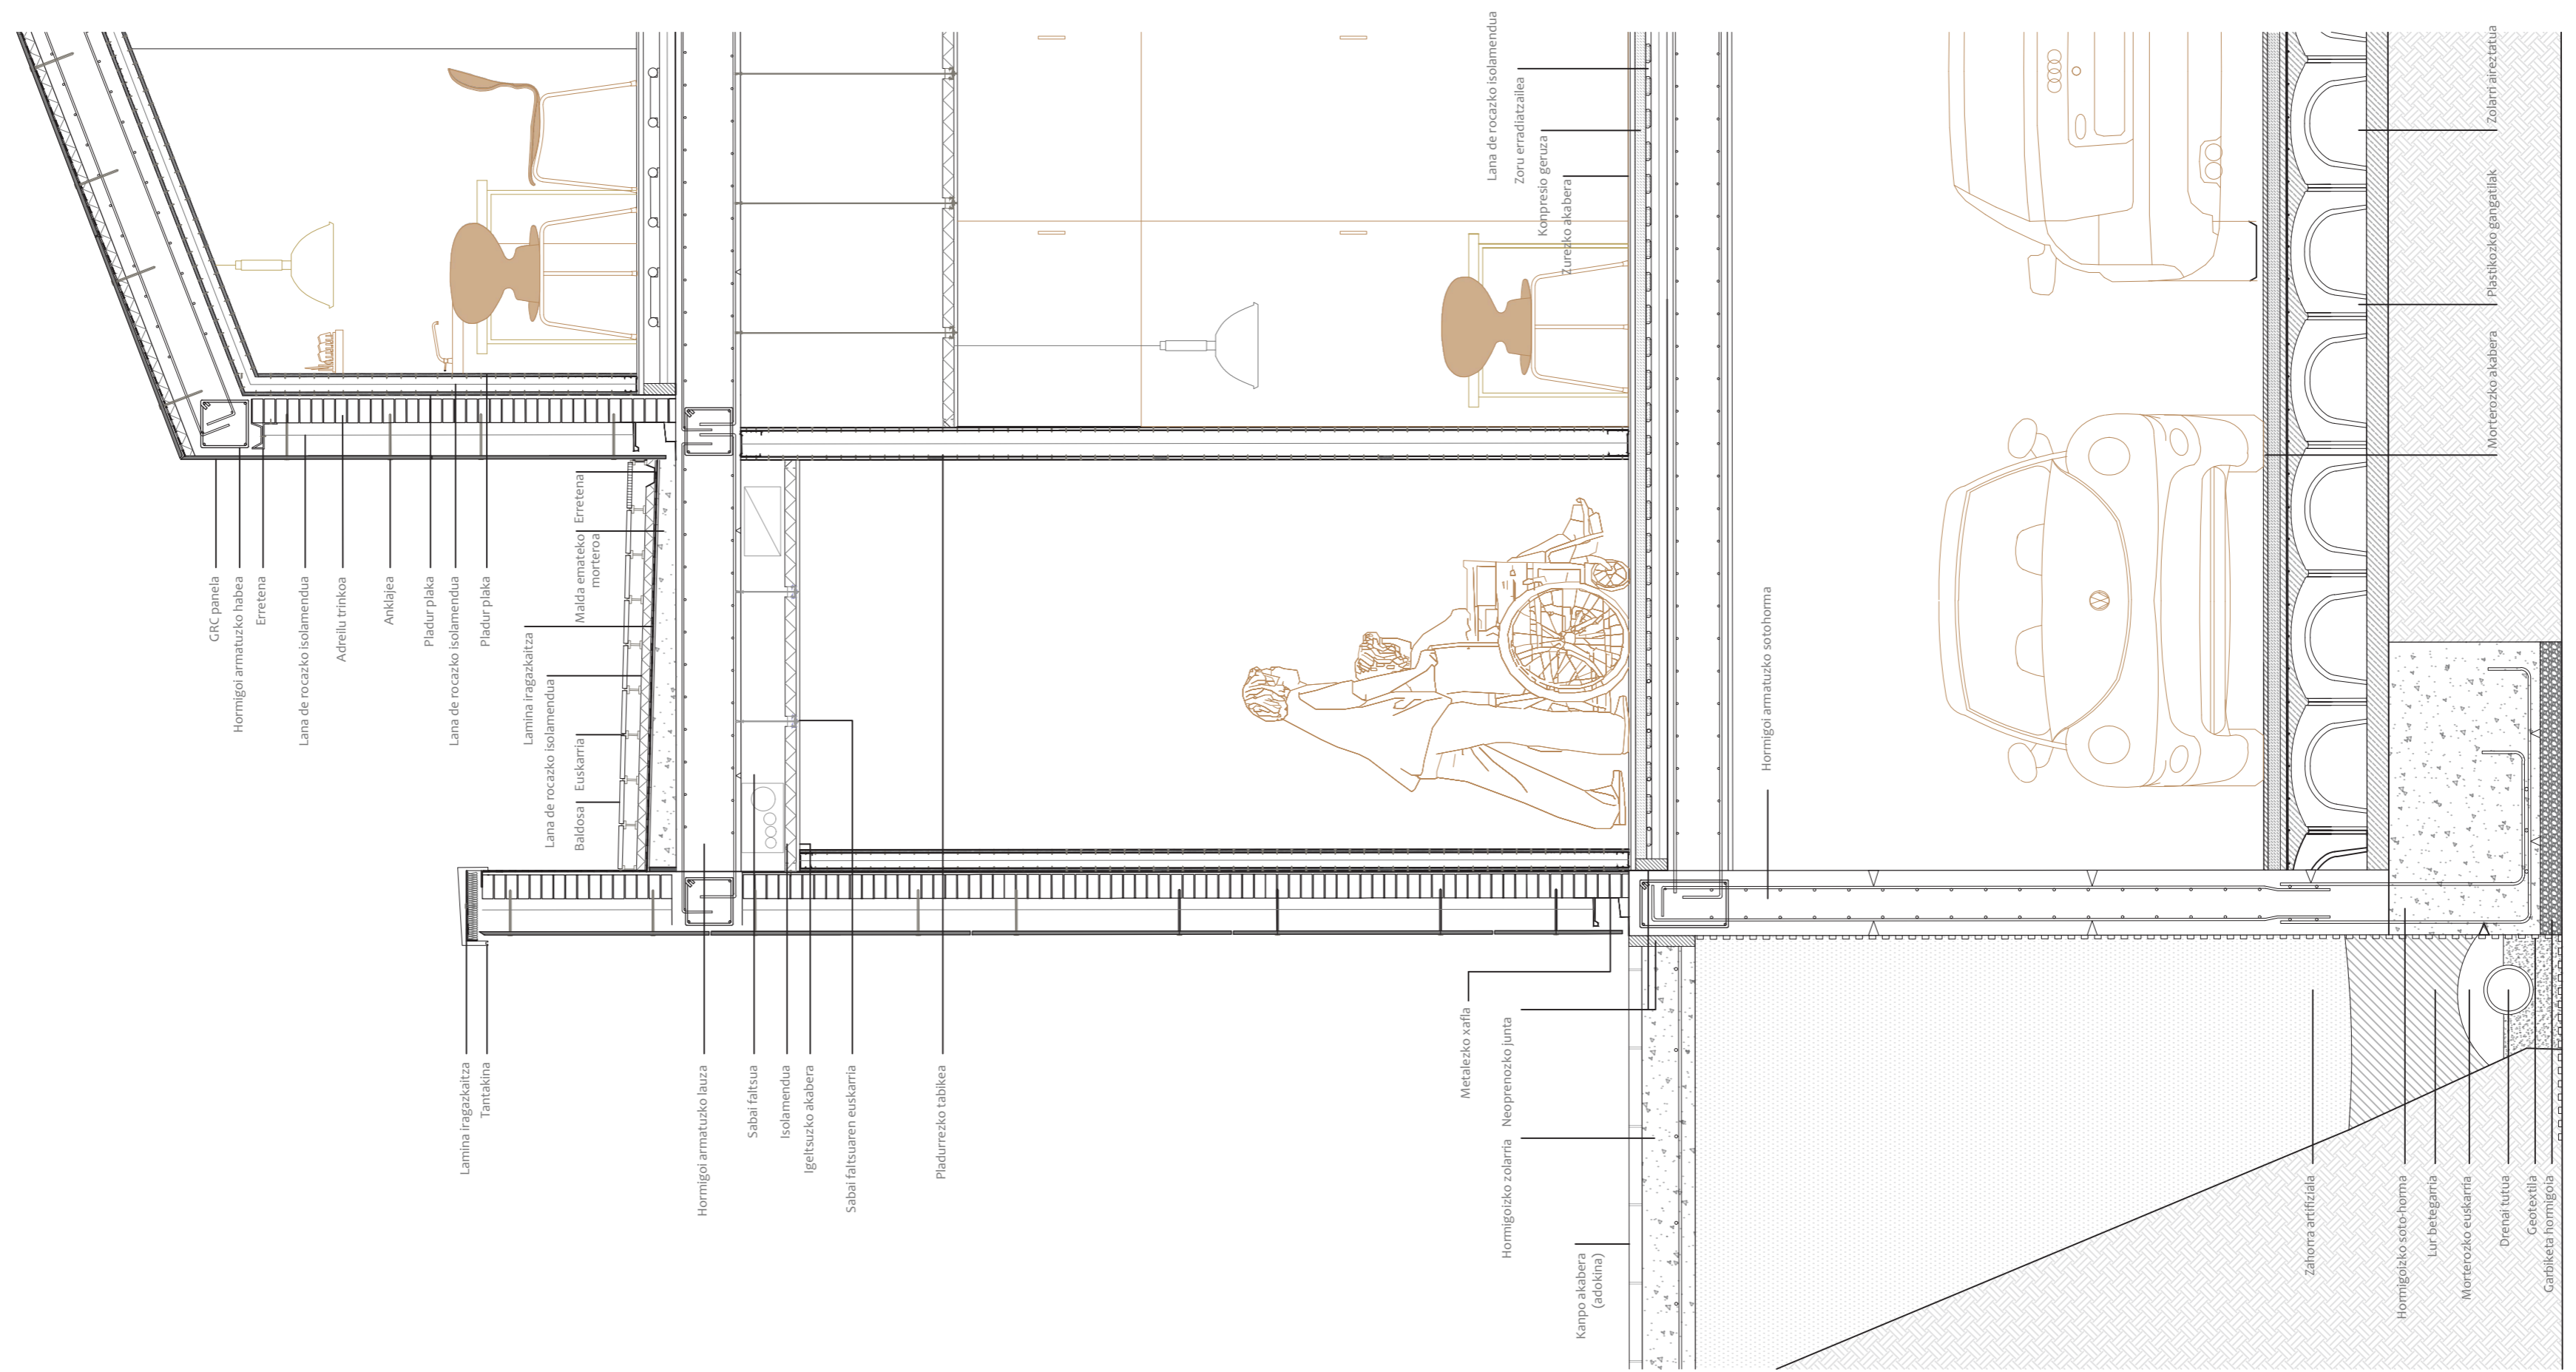 GRC panela
Hormigoi armatuzko habea
Erretena
Lana de rocazko isolamendua
Adreilu trinkoa
Anklajea
Pladur plaka
Lana de rocazko isolamendua
Pladur plaka
Lamina iragazkaitza
Lana de rocazko isolamendua
Malda emateko
morteroa
Erretena
Baldosa
Euskarria
Lamina iragazkaitza
Tantakina
Hormigoi armatuzko lauza
Sabai faltsua
Isolamendua
Igeltsuzko akabera
Sabai faltsuaren euskarria
Pladurrezko tabikea
Lana de rocazko isolamendua
Zoru erradiatzailea
Konpresio geruza
Zurezko akabera
Metalezko xafla
Neoprenozko junta
Hormigoizko zolarria
Kanpo akabera
(adokina)
Hormigoi armatuzko sotohorma
Zolarri aireztatua
Plastikozko gangatilak
Morterozko akabera
Zahorra artifiziala
Hormigoizko soto-horma
Lur betegarria
Morterozko euskarria
Drenai tutua
Geotextila
Garbiketa hormigoia